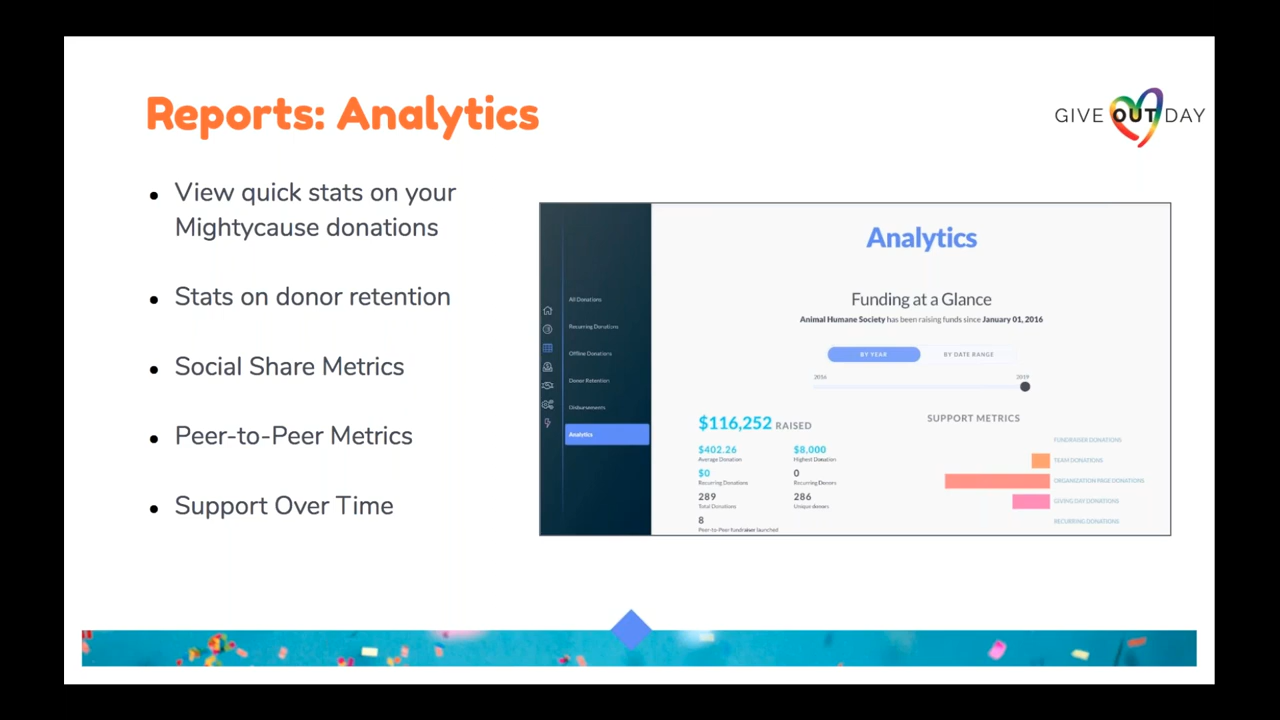 Reports: Analytics
GIVE OUT DAY
View quick stats on your
Mightycause donations
Stats on donor retention
Social Share Metrics
Peer-to-Peer Metrics
Support Over Time
All Donations
Recurring Donations
Offline Donations
Donor Retention
Disbursements
Analytics
Analytics
Funding at a Glance
Animal Humane Society has been raising funds since January 01, 2016
BY YEAR BY DATE RANGE
2016 2019
$116,252 RAISED
$402.26 $8,000
Average Donation Highest Donation
$0 0
Recurring Donations Recurring Donors
289 286
Total Donations Unique donors
8
Peer-to-Peer fundraiser launched
SUPPORT METRICS
FUNDRAISER DONATIONS
TEAM DONATIONS
ORGANIZATION PAGE DONATIONS
GIVING DAY DONATIONS
RECURRING DONATIONS